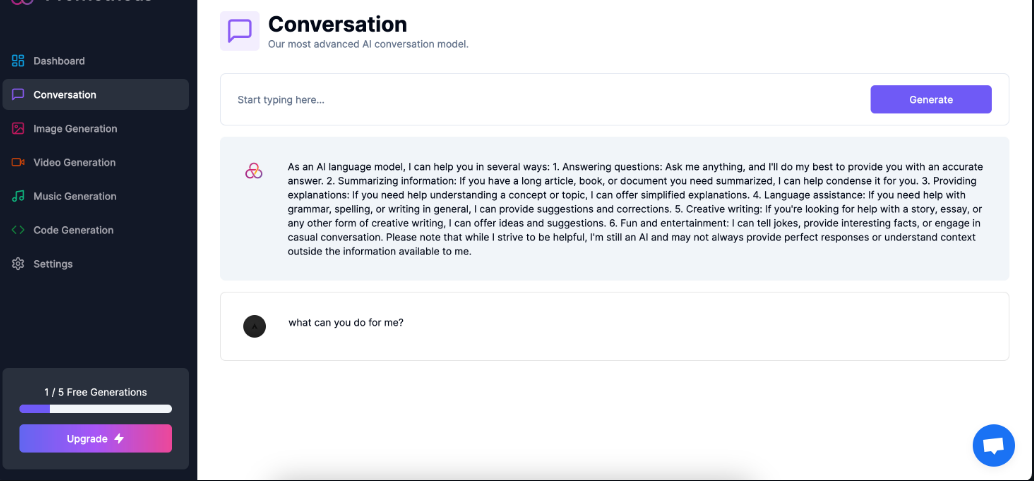 Conversation
Our most advanced AI conversation model.
Dashboard
Conversation
Image Generation
Video Generation
Music Generation
Code Generation
Settings
1 / 5 Free Generations
Upgrade
Start typing here...
Generate
As an AI language model, I can help you in several ways: 1. Answering questions: Ask me anything, and I'll do my best to provide you with an accurate
answer. 2. Summarizing information: If you have a long article, book, or document you need summarized, I can help condense it for you. 3. Providing
explanations: If you need help understanding a concept or topic, I can offer simplified explanations. 4. Language assistance: If you need help with
grammar, spelling, or writing in general, I can provide suggestions and corrections. 5. Creative writing: If you're looking for help with a story, essay, or
any other form of creative writing, I can offer ideas and suggestions. 6. Fun and entertainment: I can tell jokes, provide interesting facts, or engage in
casual conversation. Please note that while I strive to be helpful, I'm still an AI and may not always provide perfect responses or understand context
outside the information available to me.
what can you do for me?